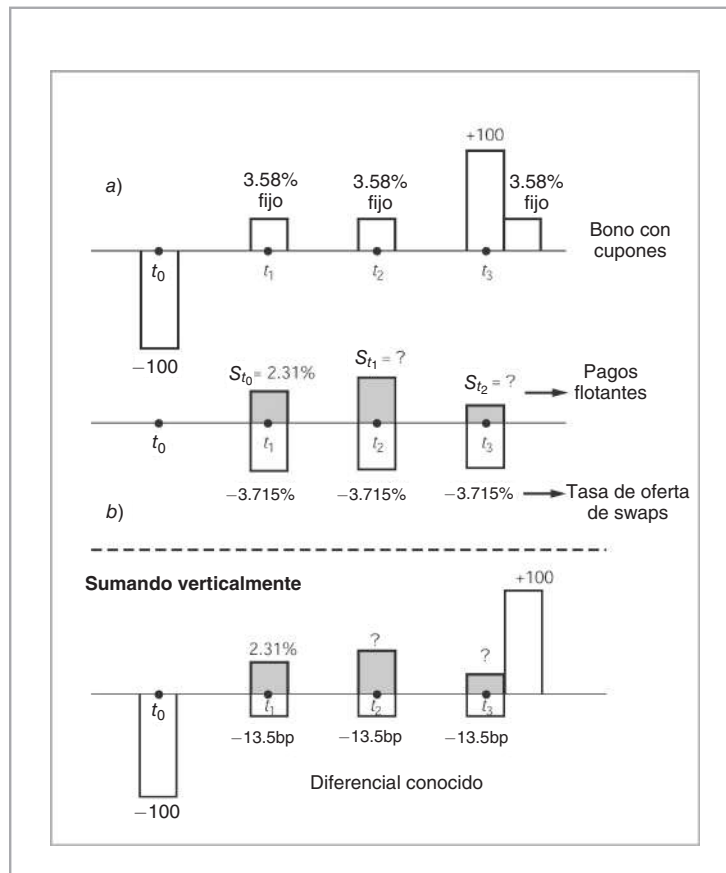 +100
a)
3.58% fijo
3.58% fijo
3.58% fijo
Bono con cupones
t0
t1
t2
t3
−100
St0 = 2.31%
St1 = ?
St2 = ?
Pagos flotantes
t0
t1
t2
t3
−3.715%
−3.715%
−3.715%
Tasa de oferta de swaps
b)
Sumando verticalmente
+100
2.31%
?
?
t0
t1
t2
t3
−13.5bp
−13.5bp
−13.5bp
Diferencial conocido
−100